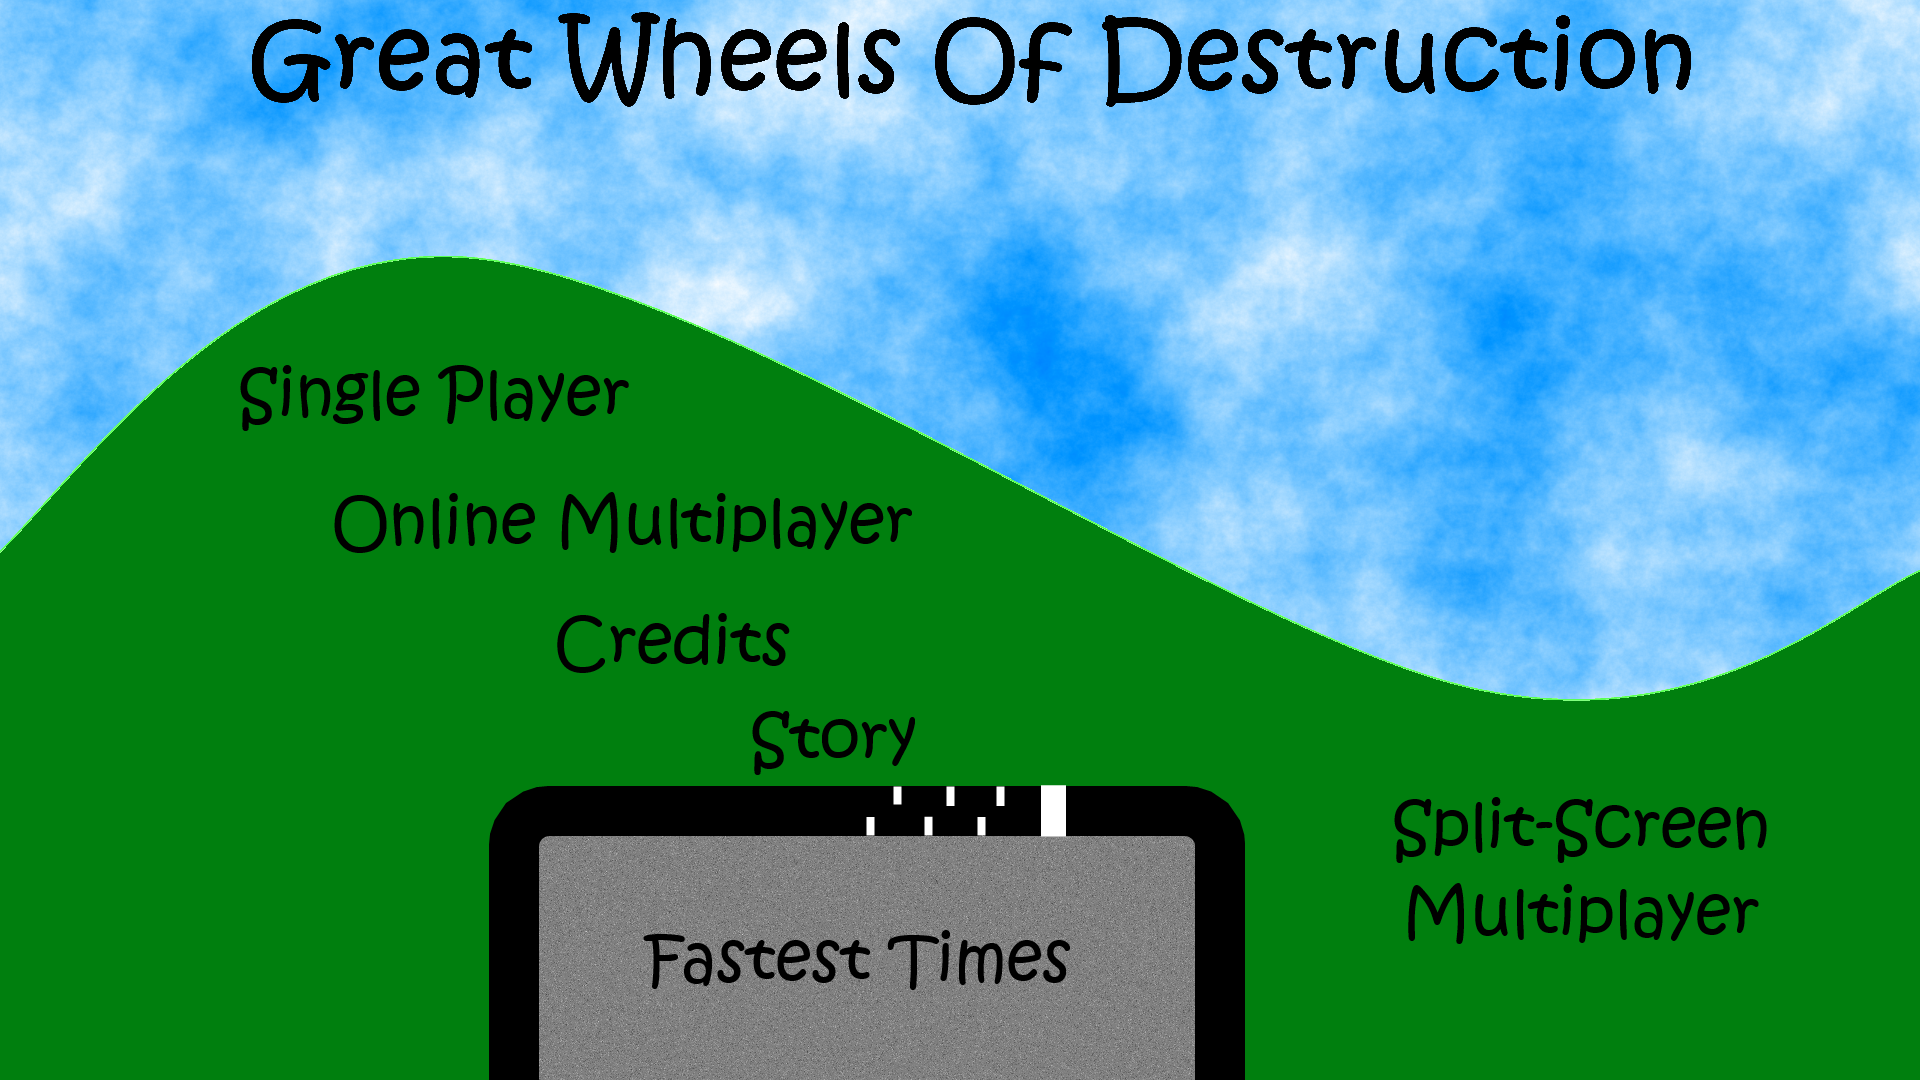 Great Wheels Of Destruction
Single Player
Online Multiplayer
Credits
Story
Split-Screen
Multiplayer
Fastest Times